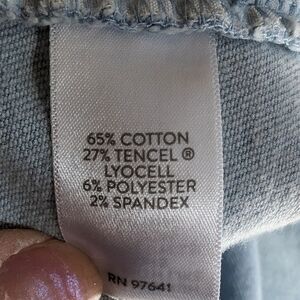 65% COTTON
27% TENCEL ®
LYOCELL
6% POLYESTER
2% SPANDEX
RN 97641